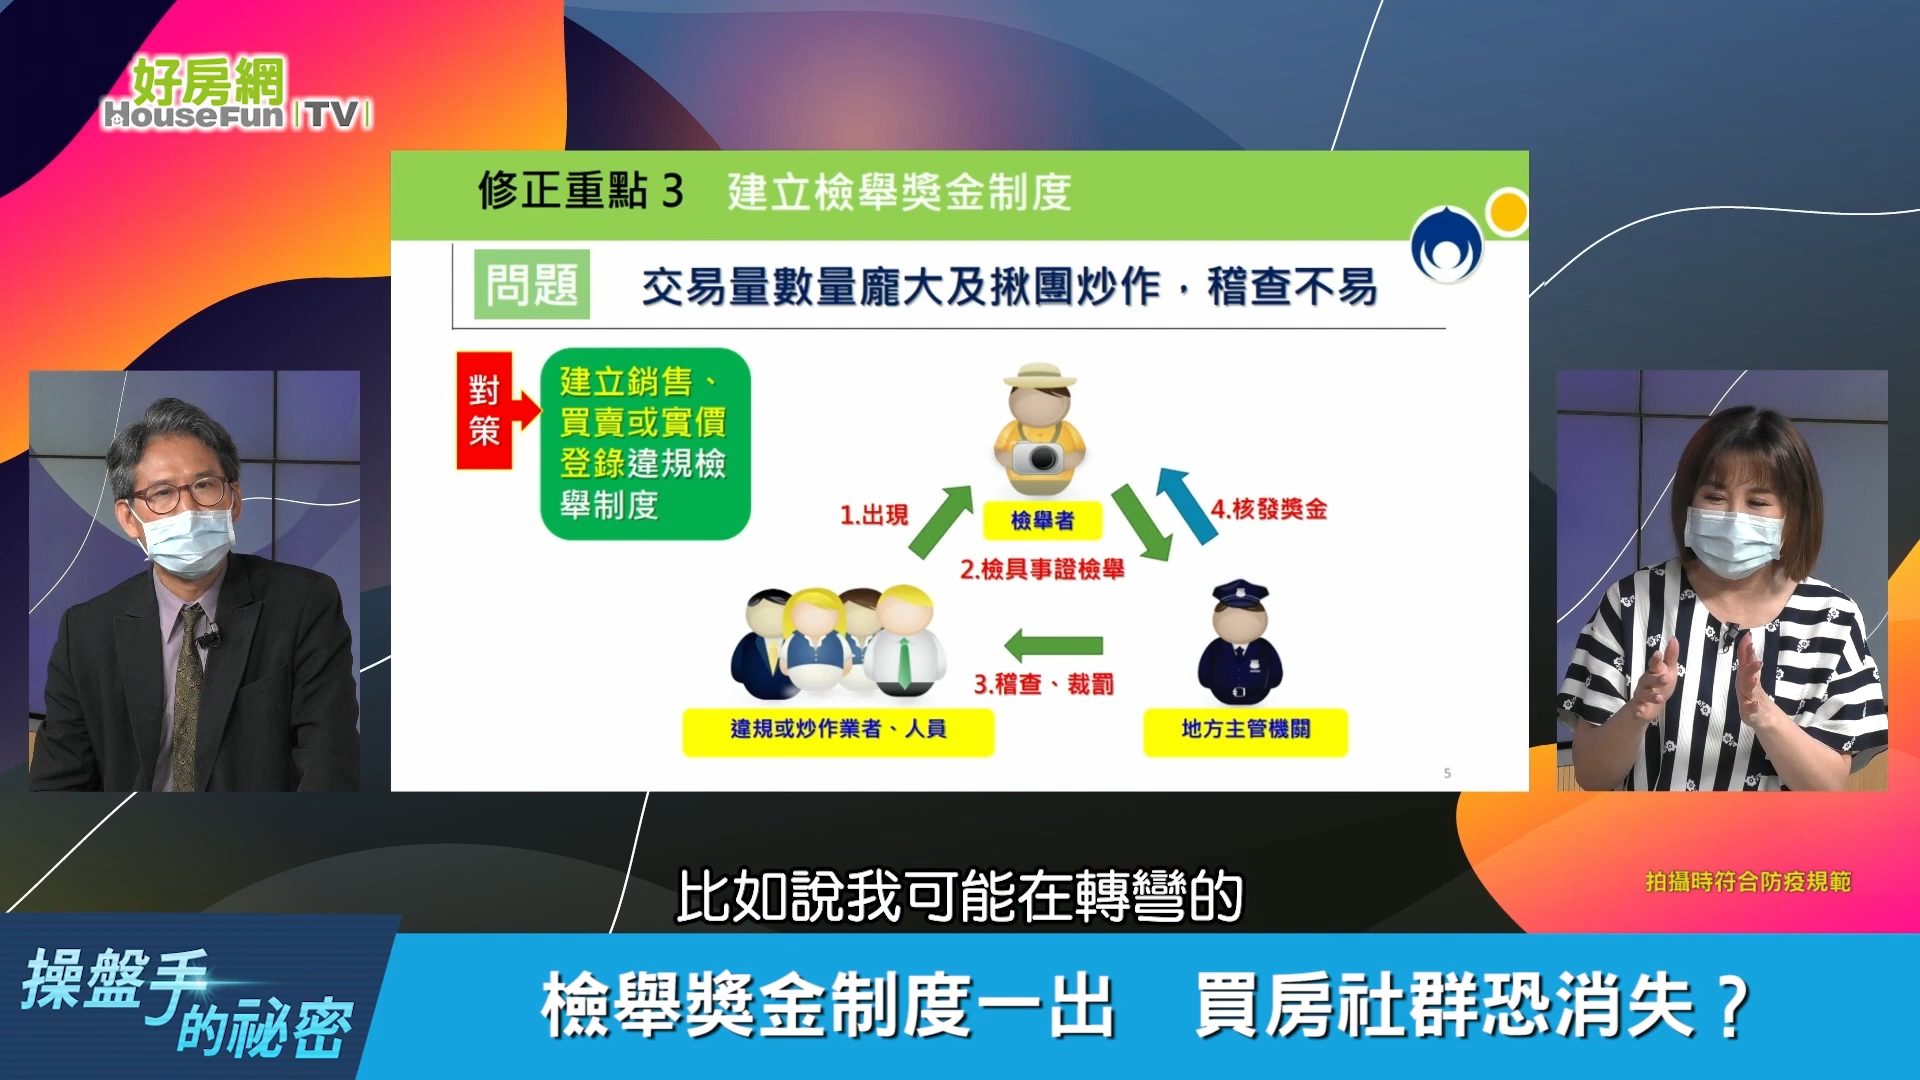 好房網
HouseFun TV
修正重點 3 建立檢舉獎金制度
問題 交易量數量龐大及揪團炒作，稽查不易
對策
建立銷售、
買賣或實價
登錄違規檢
舉制度
1.出現
檢舉者
4.核發獎金
2.檢具事證檢舉
3.稽查、裁罰
違規或炒作業者、人員
地方主管機關
5
比如說我可能在轉彎的
拍攝時符合防疫規範
操盤手
的祕密
檢舉獎金制度一出 買房社群恐消失？